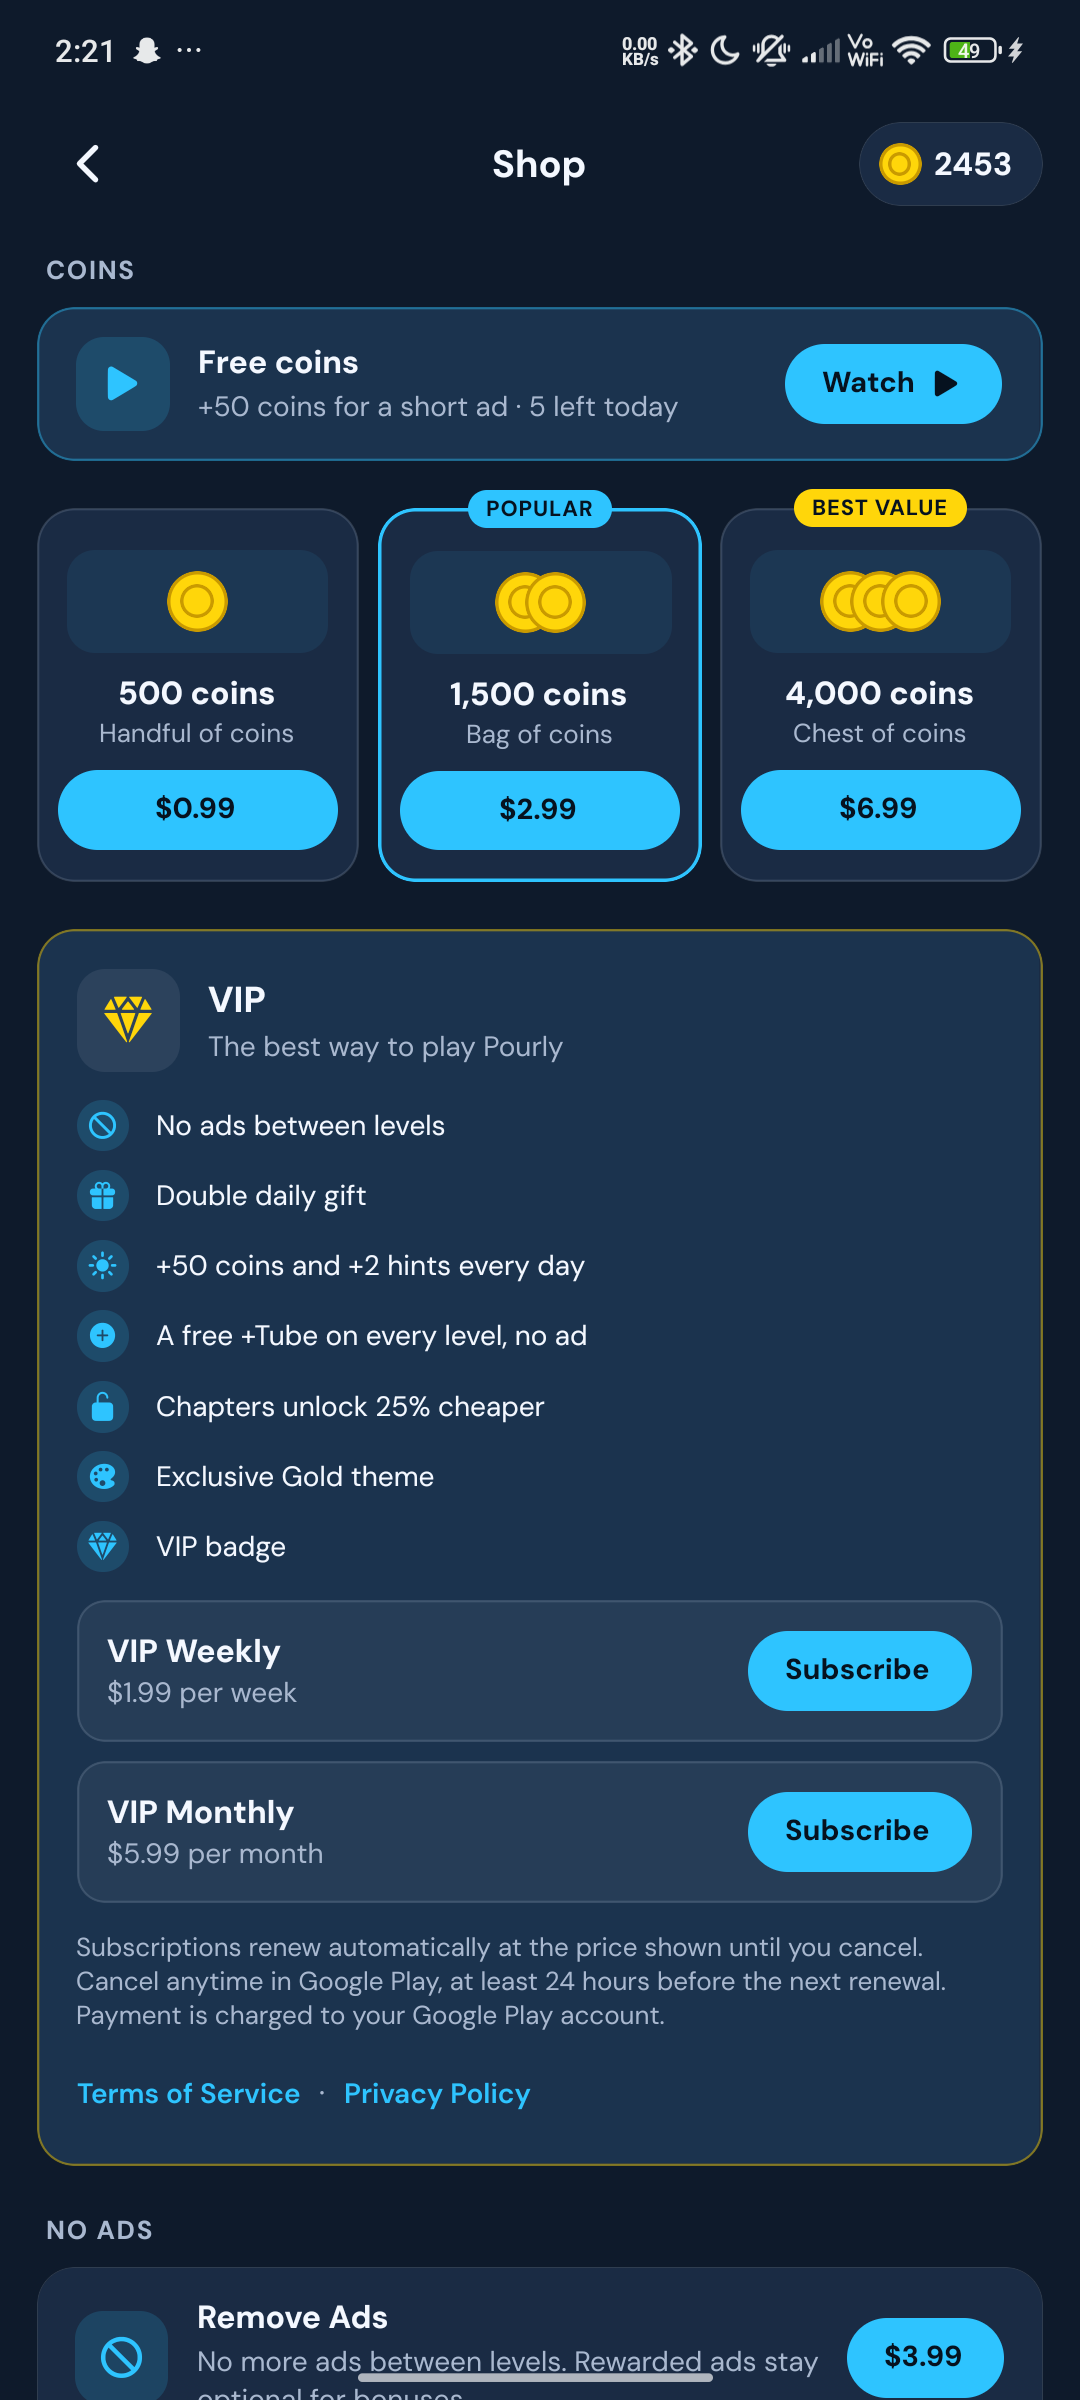 2:21
0.00
KB/s
Vo
WiFi
49
Shop
2453
COINS
Free coins
+50 coins for a short ad · 5 left today
Watch
POPULAR
BEST VALUE
500 coins
Handful of coins
$0.99
1,500 coins
Bag of coins
$2.99
4,000 coins
Chest of coins
$6.99
VIP
The best way to play Pourly
No ads between levels
Double daily gift
+50 coins and +2 hints every day
A free +Tube on every level, no ad
Chapters unlock 25% cheaper
Exclusive Gold theme
VIP badge
VIP Weekly
$1.99 per week
Subscribe
VIP Monthly
$5.99 per month
Subscribe
Subscriptions renew automatically at the price shown until you cancel.
Cancel anytime in Google Play, at least 24 hours before the next renewal.
Payment is charged to your Google Play account.
Terms of Service · Privacy Policy
NO ADS
Remove Ads
No more ads between levels. Rewarded ads stay
optional for bonuses.
$3.99